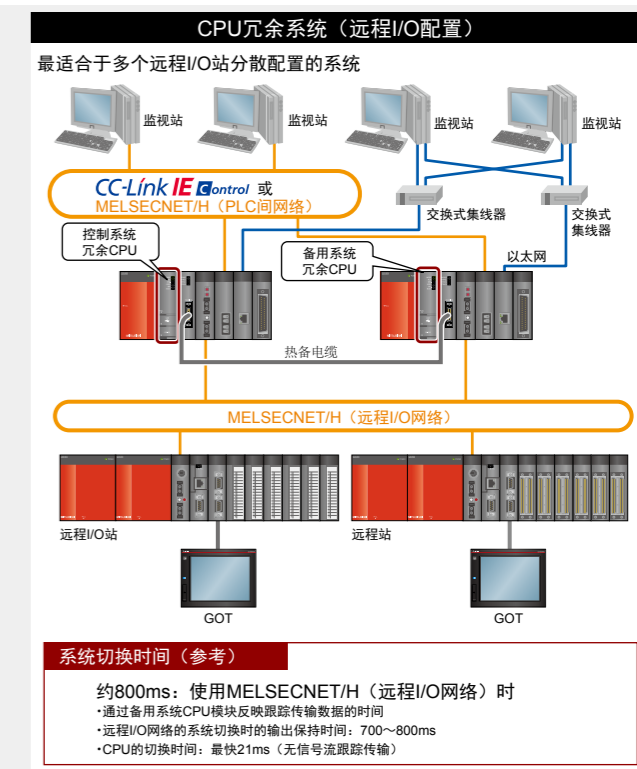 CPU冗余系统（远程I/O配置）
最适合于多个远程I/O站分散配置的系统
监视站
监视站
监视站
监视站
CC-Link IE Control 或
MELSECNET/H（PLC间网络）
交换式集线器
交换式
集线器
控制系统
冗余CPU
备用系统
冗余CPU
以太网
热备电缆
MELSECNET/H（远程I/O网络）
远程I/O站
远程站
GOT
GOT
系统切换时间（参考）
约800ms：使用MELSECNET/H（远程I/O网络）时
・通过备用系统CPU模块反映跟踪传输数据的时间
・远程I/O网络的系统切换时的输出保持时间：700～800ms
・CPU的切换时间：最快21ms（无信号流跟踪传输）